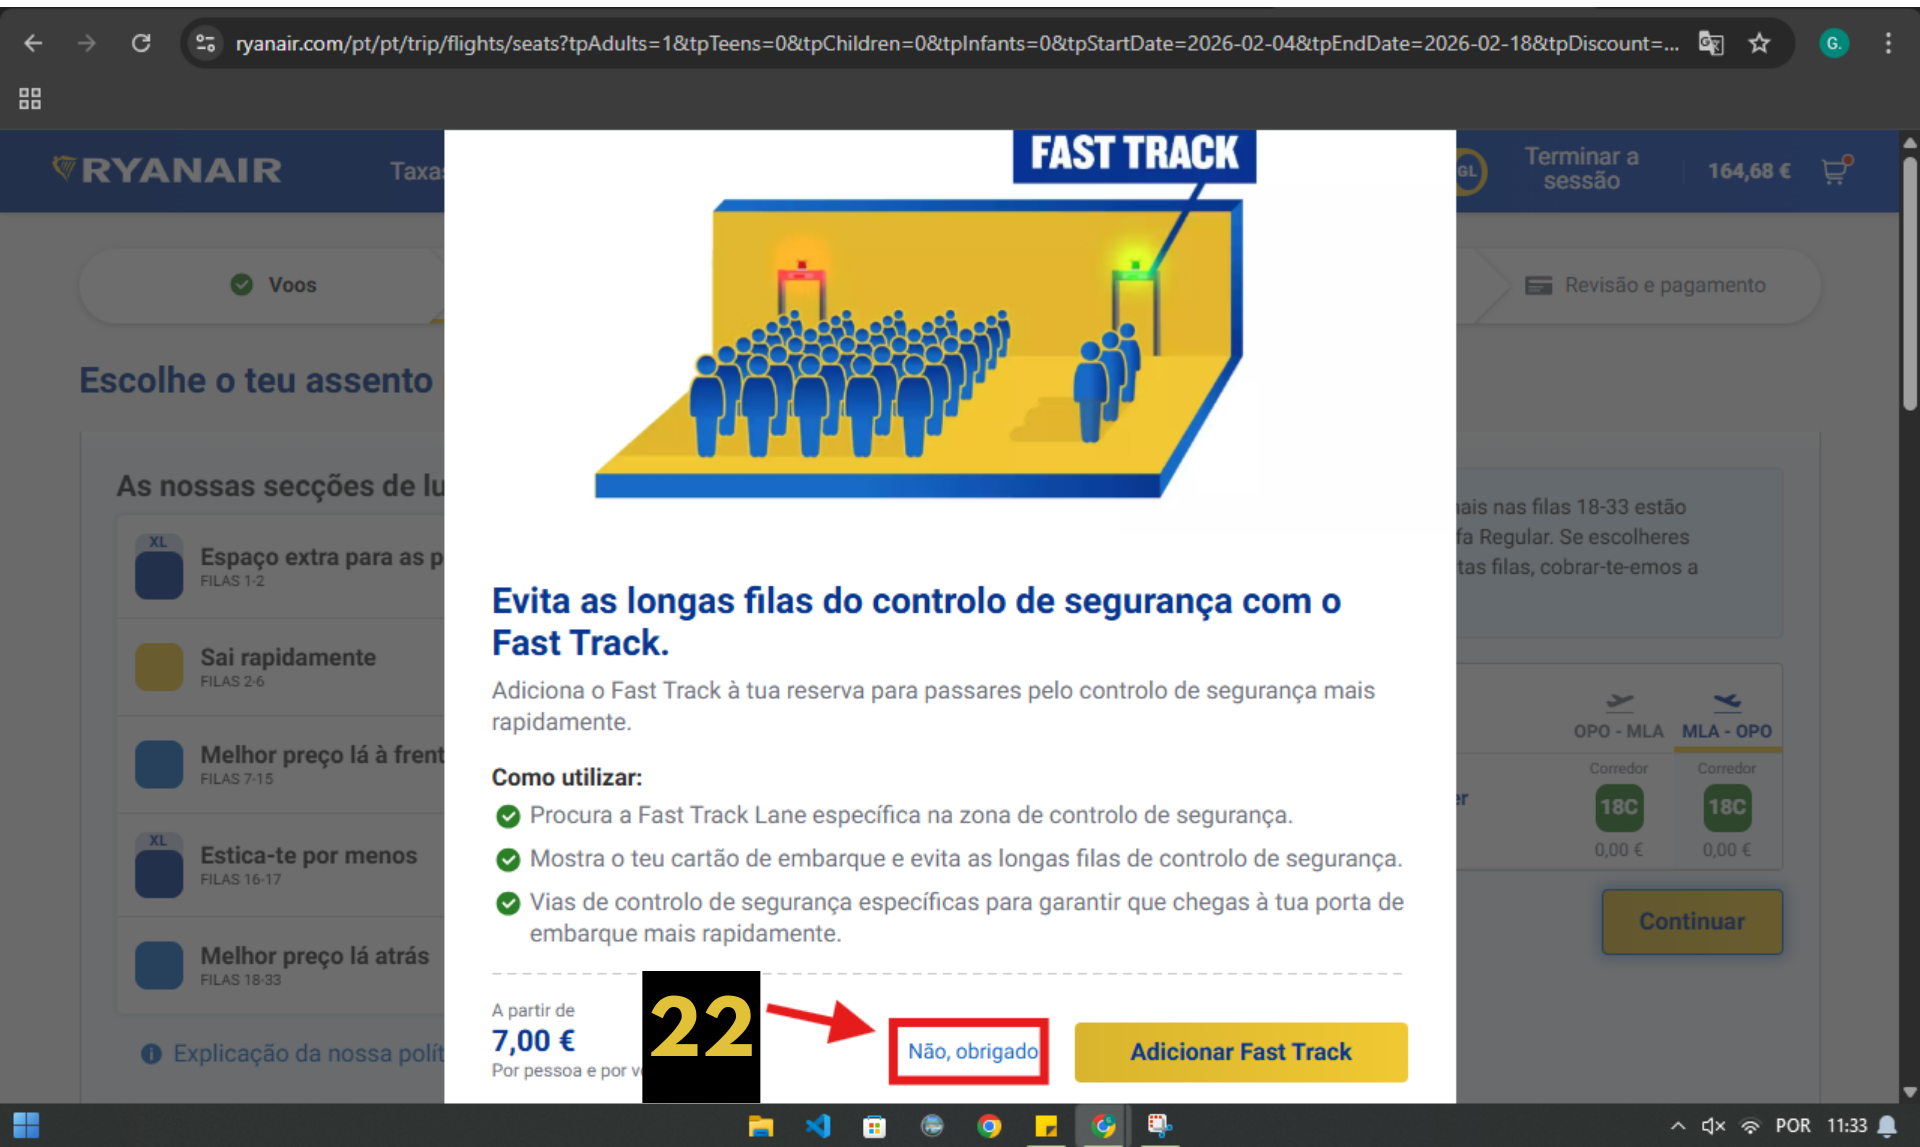 ryanair.com/pt/pt/trip/flights/seats?tpAdults=1&tpTeens=0&tpChildren=0&tpInfants=0&tpStartDate=2026-02-04&tpEndDate=2026-02-18&tpDiscount=...
G.
RYANAIR
Taxas
FAST TRACK
GL
Terminar a
sessão
164,68 €
Voos
Revisão e pagamento
Escolhe o teu assento
As nossas secções de lu
XL
Espaço extra para as p
FILAS 1-2
Sai rapidamente
FILAS 2-6
Melhor preço lá à frent
FILAS 7-15
XL
Estica-te por menos
FILAS 16-17
Melhor preço lá atrás
FILAS 18-33
Explicação da nossa polít
Evita as longas filas do controlo de segurança com o
Fast Track.
Adiciona o Fast Track à tua reserva para passares pelo controlo de segurança mais
rapidamente.
Como utilizar:
Procura a Fast Track Lane específica na zona de controlo de segurança.
Mostra o teu cartão de embarque e evita as longas filas de controlo de segurança.
Vias de controlo de segurança específicas para garantir que chegas à tua porta de
embarque mais rapidamente.
A partir de
7,00 €
Por pessoa e por v
22
Não, obrigado
Adicionar Fast Track
ais nas filas 18-33 estão
fa Regular. Se escolheres
tas filas, cobrar-te-emos a
OPO - MLA
MLA - OPO
er
Corredor
Corredor
18C
18C
0,00 €
0,00 €
Continuar
POR
11:33